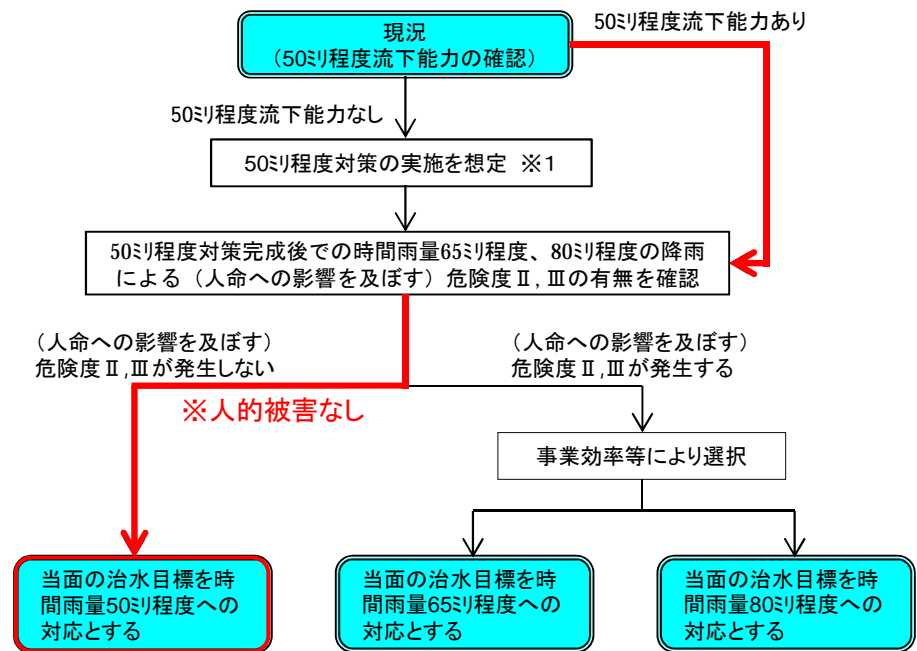 50ﾐﾘ程度流下能力あり
現況
（50ﾐﾘ程度流下能力の確認）
50ﾐﾘ程度流下能力なし
50ﾐﾘ程度対策の実施を想定 ※１
50ﾐﾘ程度対策完成後での時間雨量65ﾐﾘ程度、80ﾐﾘ程度の降雨
による（人命への影響を及ぼす）危険度Ⅱ,Ⅲの有無を確認
（人命への影響を及ぼす）
危険度Ⅱ,Ⅲが発生しない
（人命への影響を及ぼす）
危険度Ⅱ,Ⅲが発生する
※人的被害なし
事業効率等により選択
当面の治水目標を時
間雨量50ﾐﾘ程度への
対応とする
当面の治水目標を時
間雨量65ﾐﾘ程度への
対応とする
当面の治水目標を時
間雨量80ﾐﾘ程度への
対応とする